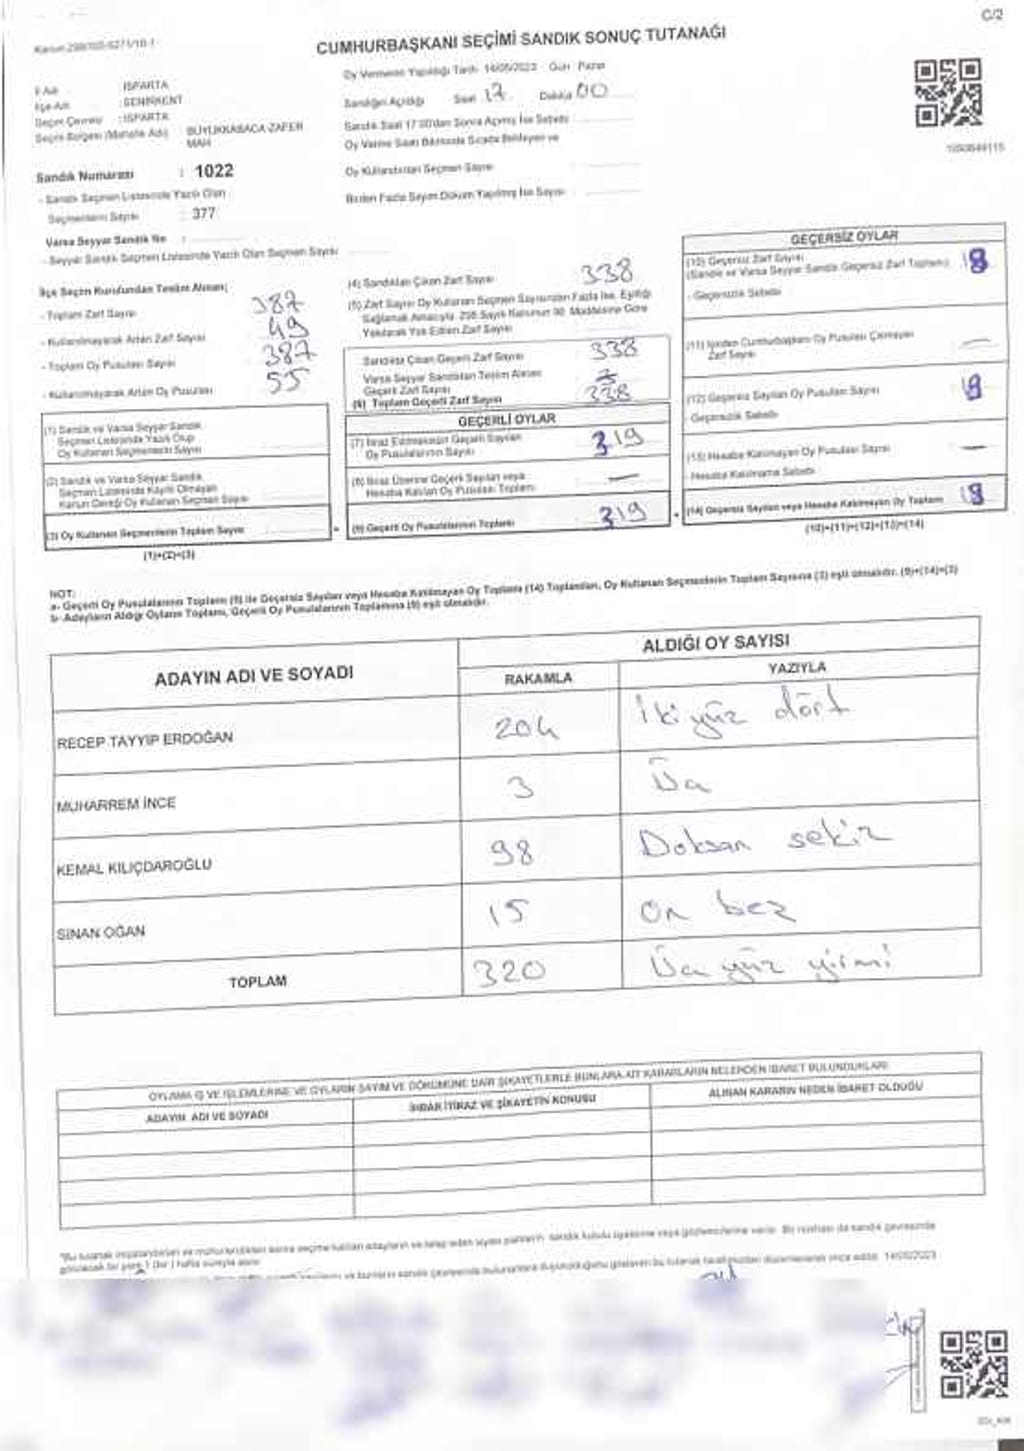 C/2
CUMHURBAŞKANI SEÇİMİ SANDIK SONUÇ TUTANAĞI
Oy Vermenin Yapıldığı Tarih 14/05/2023 Gün : Pazar
İl Adı : ISPARTA
İlçe Adı : SENİRKENT
Seçim Çevresi : ISPARTA
Seçim Bölgesi (Mahalle Adı) BÜYÜKKABACA-ZAFER MAH
Sandığın Açıldığı Saat 17 Dakika 00
Sandık Saat 17:00'dan Sonra Açılmış İse Sebebi
Oy Verme Saati Bitiminde Sırada Bekleyen ve
Oy Kullandırılan Seçmen Sayısı
Birden Fazla Sayım Döküm Yapılmış İse Sayısı
Sandık Numarası : 1022
- Sandık Seçmen Listesinde Yazılı Olan
Seçmenlerin Sayısı : 377
Varsa Seyyar Sandık No :
- Seyyar Sandık Seçmen Listesinde Yazılı Olan Seçmen Sayısı
İlçe Seçim Kurulundan Teslim Alınan;
- Toplam Zarf Sayısı 387
- Kullanılmayarak Artan Zarf Sayısı 49
- Toplam Oy Pusulası Sayısı 387
- Kullanılmayarak Artan Oy Pusulası 55
(1) Sandık ve Varsa Seyyar Sandık
Seçmen Listesinde Yazılı Olup
Oy Kullanan Seçmenlerin Sayısı
(2) Sandık ve Varsa Seyyar Sandık
Seçmen Listesinde Kayıtlı Olmayan
Kanun Gereği Oy Kullanan Seçmen Sayısı
(3) Oy Kullanan Seçmenlerin Toplam Sayısı
(1)+(2)=(3)
(4) Sandıktan Çıkan Zarf Sayısı 338
(5) Zarf Sayısı Oy Kullanan Seçmen Sayısından Fazla İse, Eşitliği
Sağlamak Amacıyla 298 Sayılı Kanunun 98. Maddesine Göre
Yakılarak Yok Edilen Zarf Sayısı
Sandıkta Çıkan Geçerli Zarf Sayısı 338
Varsa Seyyar Sandıktan Teslim Alınan
Geçerli Zarf Sayısı
(6) Toplam Geçerli Zarf Sayısı 338
GEÇERLİ OYLAR
(7) İtiraz Edilmeksizin Geçerli Sayılan
Oy Pusulalarının Sayısı 319
(8) İtiraz Üzerine Geçerli Sayılan veya
Hesaba Katılan Oy Pusulası Toplamı —
(9) Geçerli Oy Pusulalarının Toplamı 319
GEÇERSİZ OYLAR
(10) Geçersiz Zarf Sayısı
(Sandık ve Varsa Seyyar Sandık Geçersiz Zarf Toplamı) 18
- Geçersizlik Sebebi
(11) İçinden Cumhurbaşkanı Oy Pusulası Çıkmayan
Zarf Sayısı —
(12) Geçersiz Sayılan Oy Pusulası Sayısı 18
- Geçersizlik Sebebi
(13) Hesaba Katılmayan Oy Pusulası Sayısı —
- Hesaba Katılmama Sebebi
(14) Geçersiz Sayılan veya Hesaba Katılmayan Oy Toplamı 18
(10)+(11)+(12)+(13)=(14)
NOT:
a- Geçerli Oy Pusulalarının Toplamı (9) ile Geçersiz Sayılan veya Hesaba Katılmayan Oy Toplamı (14) Toplamları, Oy Kullanan Seçmenlerin Toplam Sayısına (3) eşit olmalıdır. (9)+(14)=(3)
b- Adayların Aldığı Oyların Toplamı, Geçerli Oy Pusulalarının Toplamına (9) eşit olmalıdır.
ADAYIN ADI VE SOYADI
ALDIĞI OY SAYISI
RAKAMLA YAZIYLA
RECEP TAYYİP ERDOĞAN 204 İki yüz dört
MUHARREM İNCE 3 Üç
KEMAL KILIÇDAROĞLU 98 Doksan sekiz
SİNAN OĞAN 15 On beş
TOPLAM 320 Üç yüz yirmi
OYLAMA İŞ VE İŞLEMLERİNE VE OYLARIN SAYIM VE DÖKÜMÜNE DAİR ŞİKAYETLERLE BUNLARA AİT KARARLARIN NELERDEN İBARET BULUNDUKLARI
ADAYIN ADI VE SOYADI
İHBAR İTİRAZ VE ŞİKAYETİN KONUSU
ALINAN KARARIN NEDEN İBARET OLDUĞU